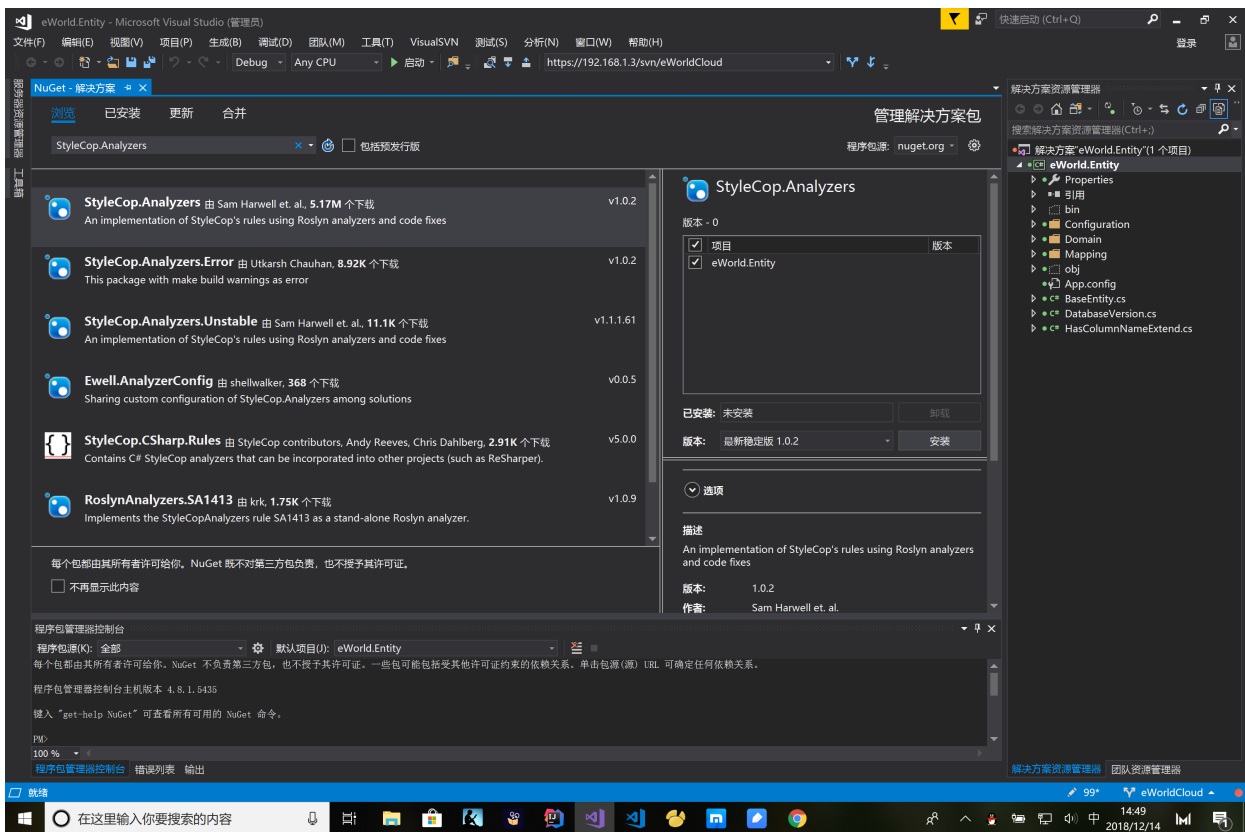 eWorld.Entity - Microsoft Visual Studio (管理员)
快速启动 (Ctrl+Q)
文件(F) 编辑(E) 视图(V) 项目(P) 生成(B) 调试(D) 团队(M) 工具(T) VisualSVN 测试(S) 分析(N) 窗口(W) 帮助(H)
登录
Debug Any CPU 启动 https://192.168.1.3/svn/eWorldCloud
服务器资源管理器
工具箱
NuGet - 解决方案
浏览 已安装 更新 合并
管理解决方案包
StyleCop.Analyzers
包括预发行版
程序包源: nuget.org
StyleCop.Analyzers 由 Sam Harwell et. al., 5.17M 个下载 v1.0.2
An implementation of StyleCop's rules using Roslyn analyzers and code fixes
StyleCop.Analyzers.Error 由 Utkarsh Chauhan, 8.92K 个下载 v1.0.2
This package with make build warnings as error
StyleCop.Analyzers.Unstable 由 Sam Harwell et. al., 11.1K 个下载 v1.1.1.61
An implementation of StyleCop's rules using Roslyn analyzers and code fixes
Ewell.AnalyzerConfig 由 shellwalker, 368 个下载 v0.0.5
Sharing custom configuration of StyleCop.Analyzers among solutions
StyleCop.CSharp.Rules 由 StyleCop contributors, Andy Reeves, Chris Dahlberg, 2.91K 个下载 v5.0.0
Contains C# StyleCop analyzers that can be incorporated into other projects (such as ReSharper).
RoslynAnalyzers.SA1413 由 krk, 1.75K 个下载 v1.0.9
Implements the StyleCopAnalyzers rule SA1413 as a stand-alone Roslyn analyzer.
每个包都由其所有者许可给你。NuGet 既不对第三方包负责，也不授予其许可证。
不再显示此内容
StyleCop.Analyzers
版本 - 0
项目 版本
eWorld.Entity
已安装: 未安装 卸载
版本: 最新稳定版 1.0.2 安装
选项
描述
An implementation of StyleCop's rules using Roslyn analyzers
and code fixes
版本: 1.0.2
作者: Sam Harwell et. al.
解决方案资源管理器
搜索解决方案资源管理器(Ctrl+;)
解决方案"eWorld.Entity"(1 个项目)
C# eWorld.Entity
Properties
引用
bin
Configuration
Domain
Mapping
obj
App.config
C# BaseEntity.cs
C# DatabaseVersion.cs
C# HasColumnNameExtend.cs
程序包管理器控制台
程序包源(K): 全部 默认项目(J): eWorld.Entity
每个包都由其所有者许可给你。NuGet 不负责第三方包，也不授予其许可证。一些包可能包括受其他许可证约束的依赖关系。单击包源(源) URL 可确定任何依赖关系。
程序包管理器控制台主机版本 4.8.1.5435
键入 "get-help NuGet" 可查看所有可用的 NuGet 命令。
PM>
100 %
程序包管理器控制台 错误列表 输出
解决方案资源管理器 团队资源管理器
就绪
99* eWorldCloud
在这里输入你要搜索的内容
中
14:49
2018/12/14